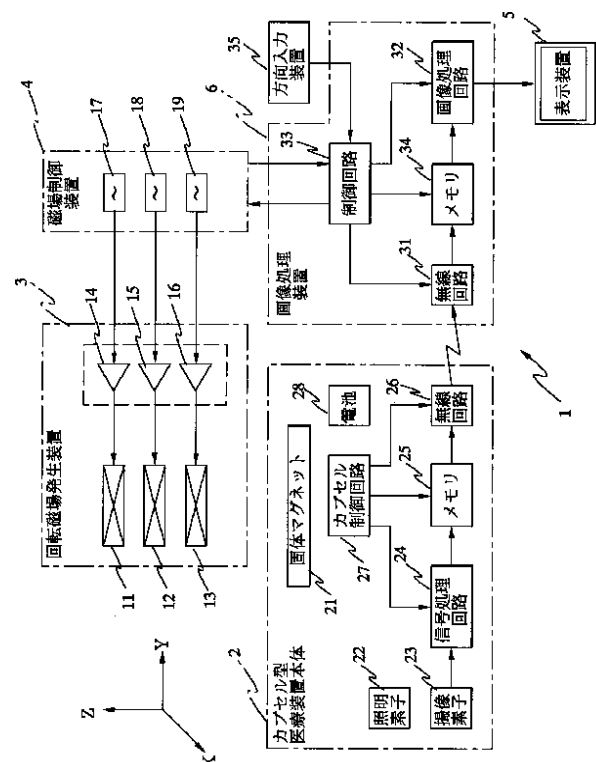 Z
Y
X
3
回転磁場発生装置
14
15
16
11
12
13
4
磁場制御
装置
17
18
19
6
35
方向入力
装置
33
制御回路
32
画像処理
回路
5
表示装置
34
メモリ
31
無線
回路
画像処理
装置
1
2
カプセル型
医療装置本体
21
固体マグネット
28
電池
27
カプセル
制御回路
26
無線
回路
25
メモリ
24
信号処理
回路
22
照明
素子
23
撮像
素子